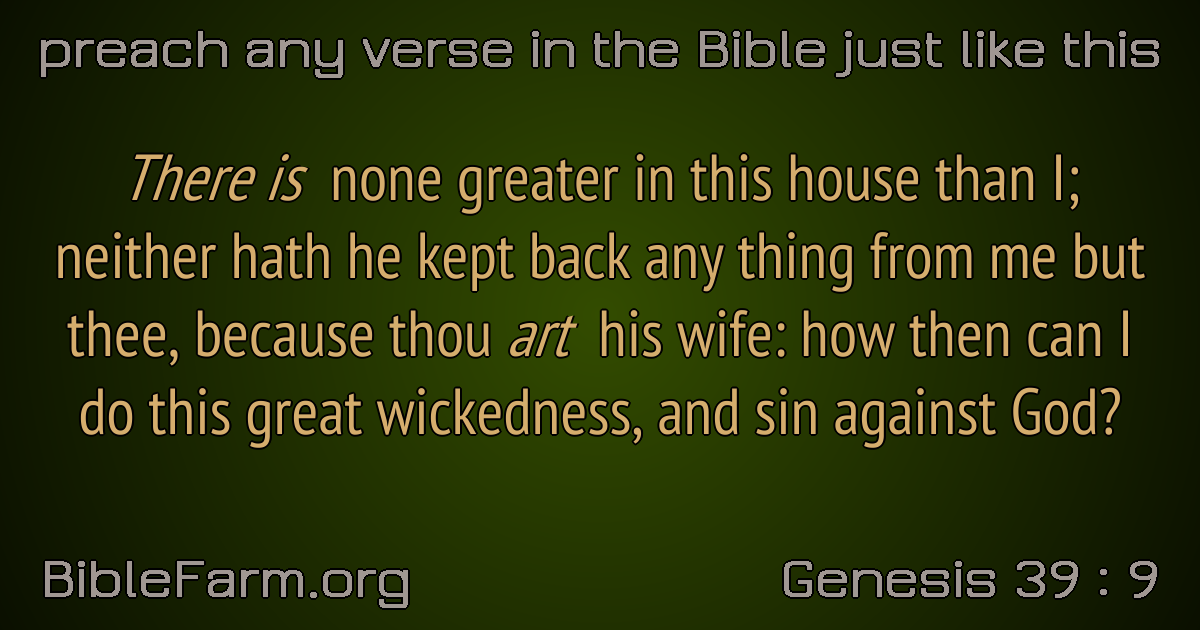 preach any verse in the Bible just like this
There is none greater in this house than I;
neither hath he kept back any thing from me but
thee, because thou art his wife: how then can I
do this great wickedness, and sin against God?
BibleFarm.org
Genesis 39 : 9